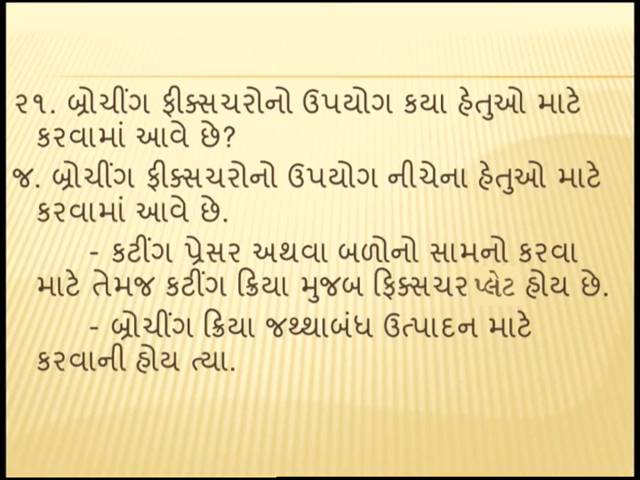 ૨૧. બ્રોચીંગ ફીક્સચરોનો ઉપયોગ કયા હેતુઓ માટે
કરવામાં આવે છે?
જ. બ્રોચીંગ ફીક્સચરોનો ઉપયોગ નીચેના હેતુઓ માટે
કરવામાં આવે છે.
- કટીંગ પ્રેસર અથવા બળોનો સામનો કરવા
માટે તેમજ કટીંગ ક્રિયા મુજબ ફિક્સચર પ્લેટ હોય છે.
- બ્રોચીંગ ક્રિયા જથ્થાબંધ ઉત્પાદન માટે
કરવાની હોય ત્યા.